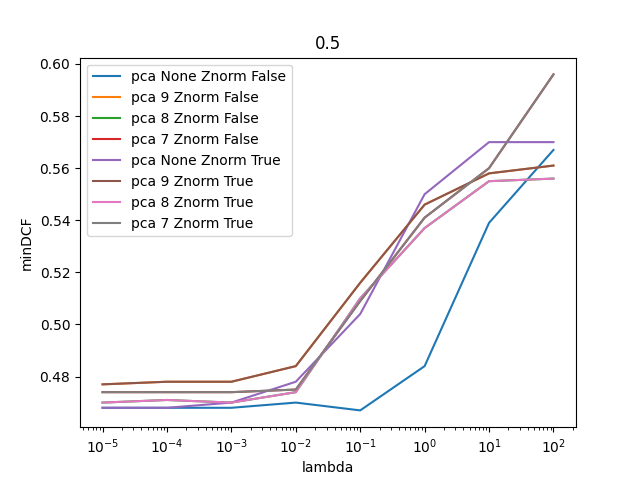 0.5
0.60
0.58
0.56
0.54
0.52
0.50
0.48
minDCF
pca None Znorm False
pca 9 Znorm False
pca 8 Znorm False
pca 7 Znorm False
pca None Znorm True
pca 9 Znorm True
pca 8 Znorm True
pca 7 Znorm True
10⁻⁵ 10⁻⁴ 10⁻³ 10⁻² 10⁻¹ 10⁰ 10¹ 10²
lambda